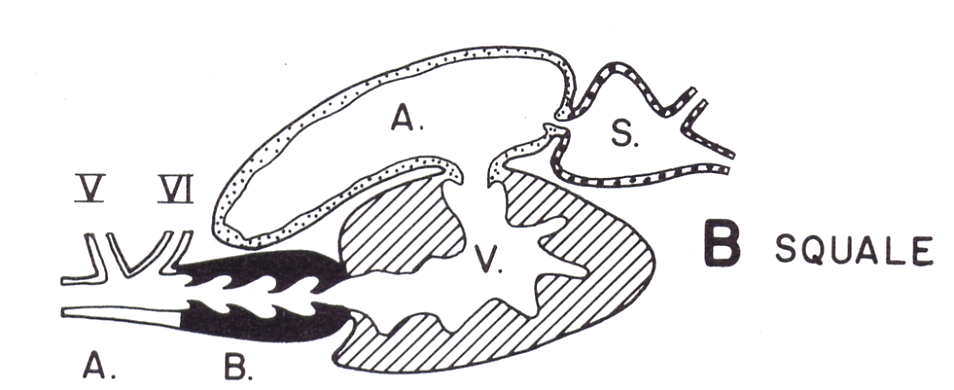 A.
S.
V VI
V.
B SQUALE
A. B.